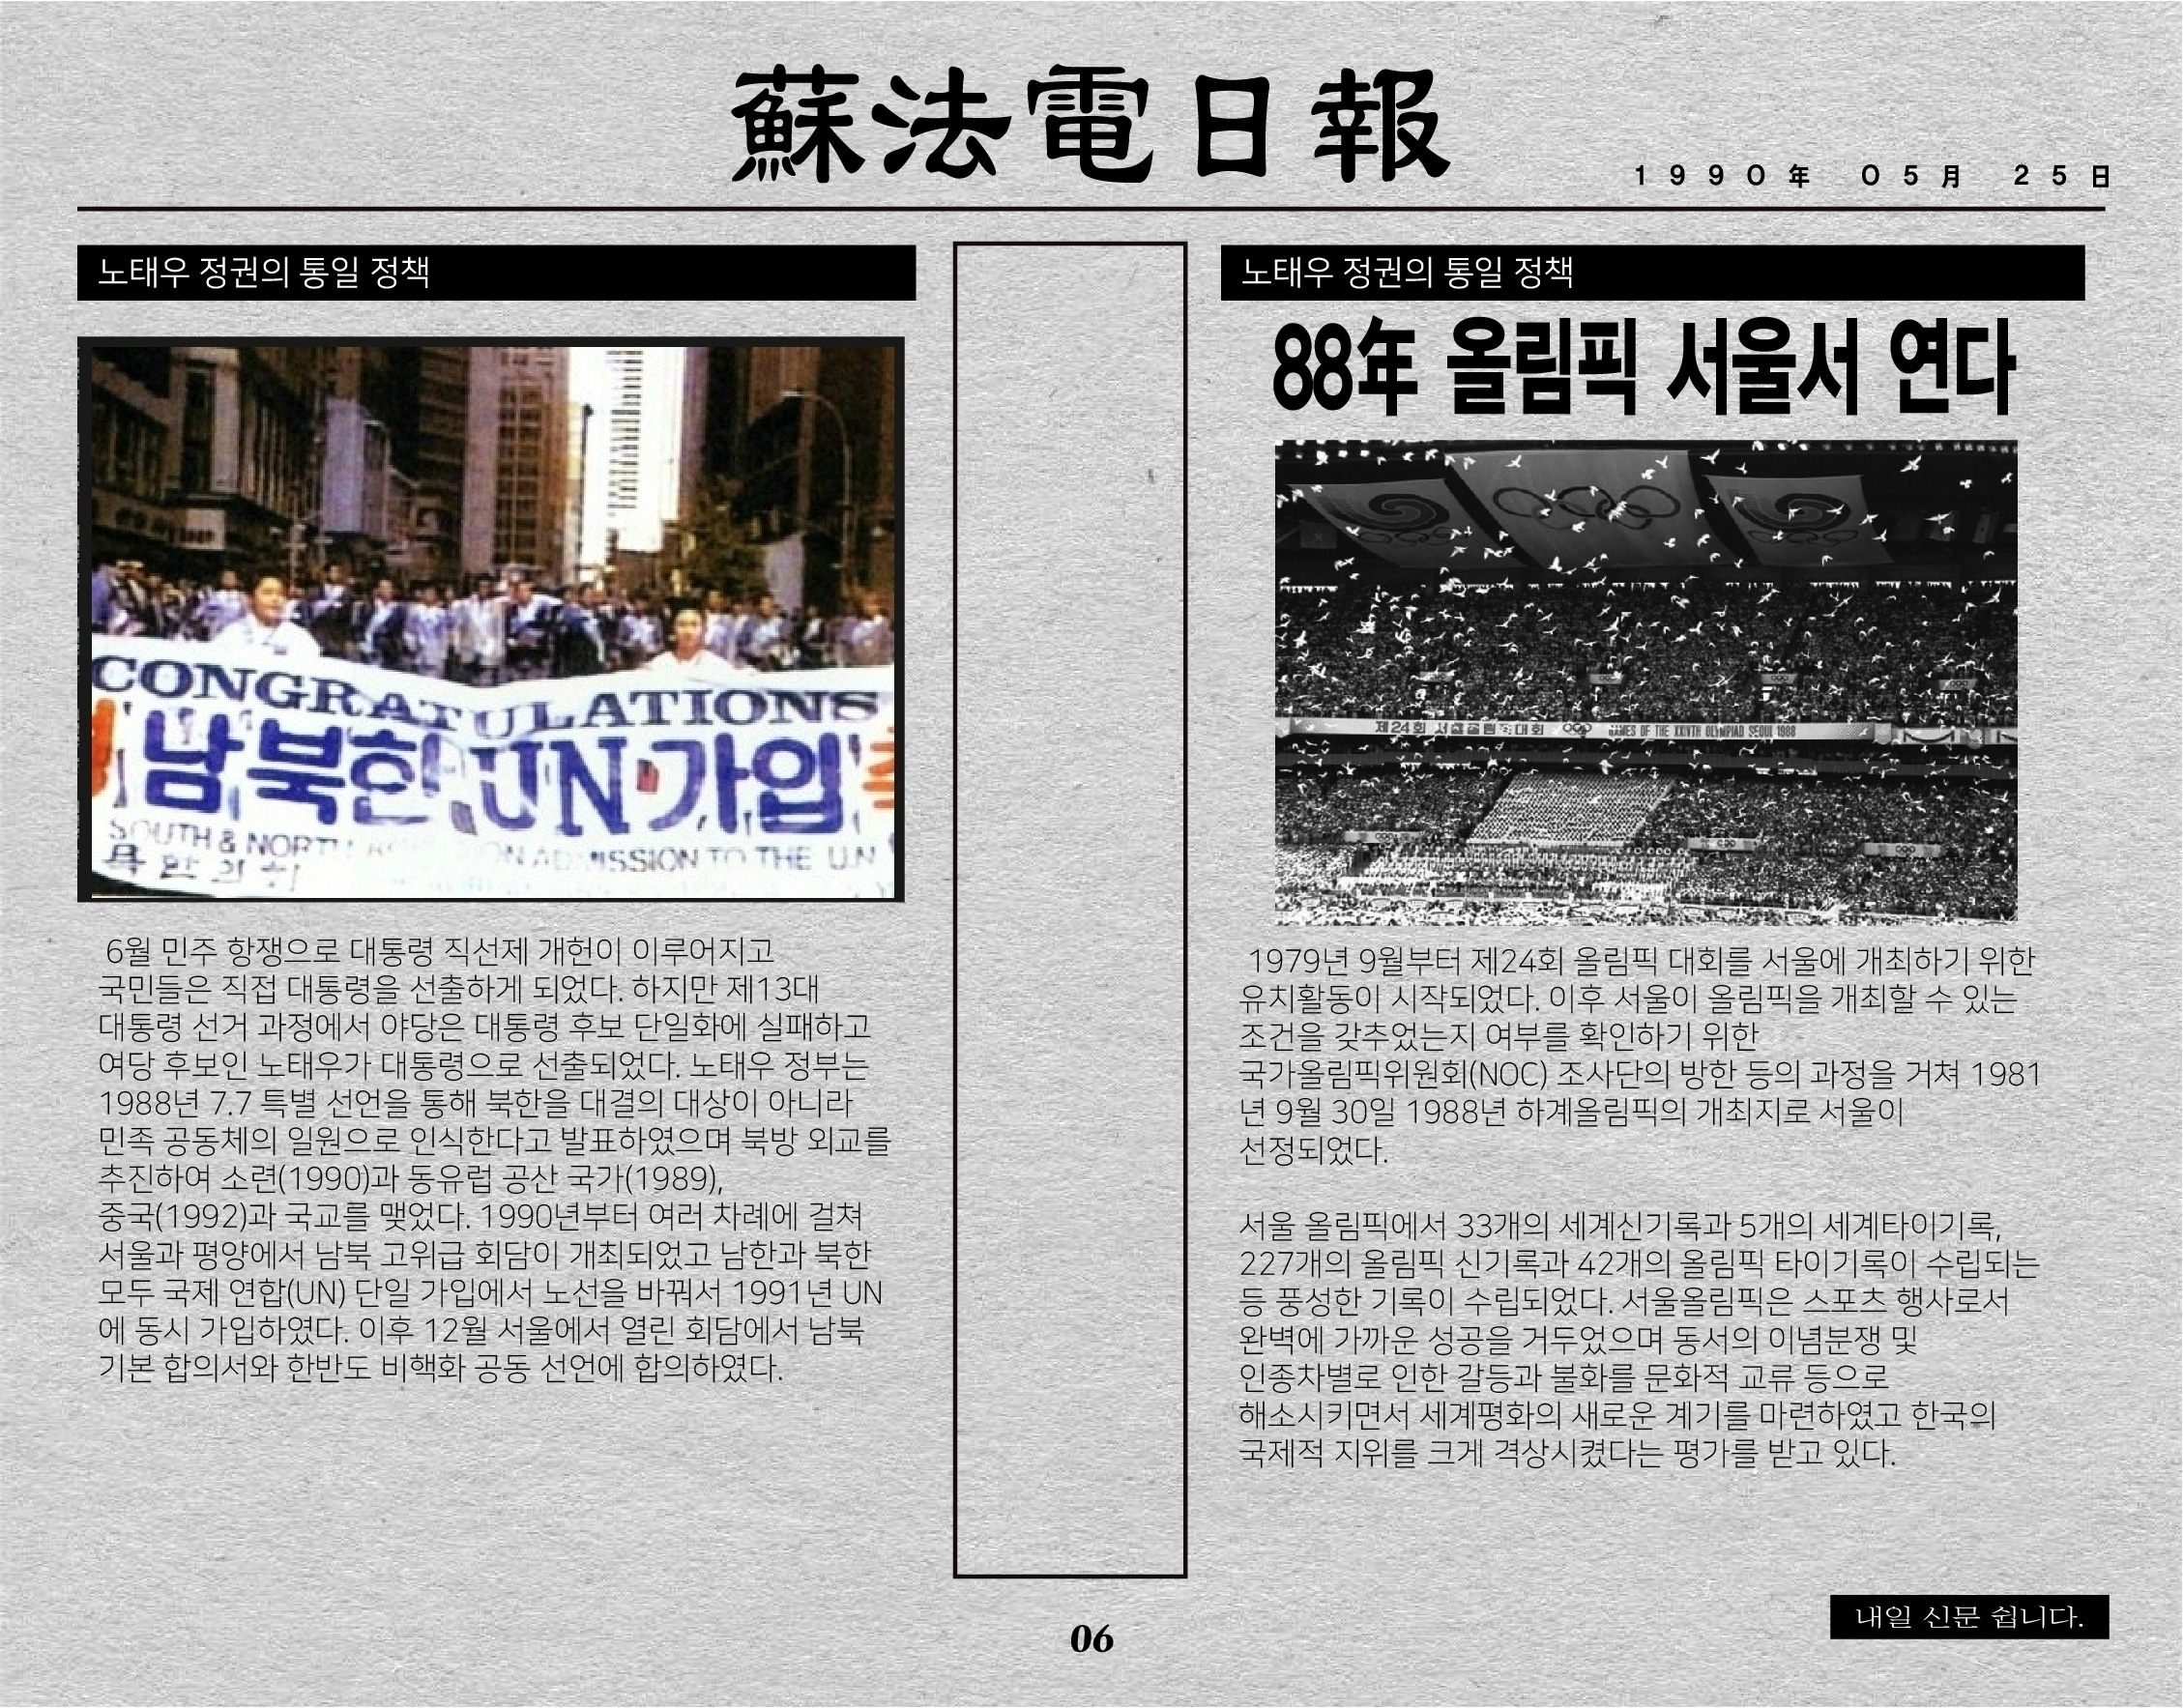 蘇法電日報
1990年 05月 25日
노태우 정권의 통일 정책
CONGRATULATIONS
남북한 UN 가입
SOUTH & NORTH ADMISSION TO THE U.N
6월 민주 항쟁으로 대통령 직선제 개헌이 이루어지고
국민들은 직접 대통령을 선출하게 되었다. 하지만 제13대
대통령 선거 과정에서 야당은 대통령 후보 단일화에 실패하고
여당 후보인 노태우가 대통령으로 선출되었다. 노태우 정부는
1988년 7.7 특별 선언을 통해 북한을 대결의 대상이 아니라
민족 공동체의 일원으로 인식한다고 발표하였으며 북방 외교를
추진하여 소련(1990)과 동유럽 공산 국가(1989),
중국(1992)과 국교를 맺었다. 1990년부터 여러 차례에 걸쳐
서울과 평양에서 남북 고위급 회담이 개최되었고 남한과 북한
모두 국제 연합(UN) 단일 가입에서 노선을 바꿔서 1991년 UN
에 동시 가입하였다. 이후 12월 서울에서 열린 회담에서 남북
기본 합의서와 한반도 비핵화 공동 선언에 합의하였다.
노태우 정권의 통일 정책
88年 올림픽 서울서 연다
제24회 서울올림픽대회 GAMES OF THE XXIVTH OLYMPIAD SEOUL 1988
1979년 9월부터 제24회 올림픽 대회를 서울에 개최하기 위한
유치활동이 시작되었다. 이후 서울이 올림픽을 개최할 수 있는
조건을 갖추었는지 여부를 확인하기 위한
국가올림픽위원회(NOC) 조사단의 방한 등의 과정을 거쳐 1981
년 9월 30일 1988년 하계올림픽의 개최지로 서울이
선정되었다.
서울 올림픽에서 33개의 세계신기록과 5개의 세계타이기록,
227개의 올림픽 신기록과 42개의 올림픽 타이기록이 수립되는
등 풍성한 기록이 수립되었다. 서울올림픽은 스포츠 행사로서
완벽에 가까운 성공을 거두었으며 동서의 이념분쟁 및
인종차별로 인한 갈등과 불화를 문화적 교류 등으로
해소시키면서 세계평화의 새로운 계기를 마련하였고 한국의
국제적 지위를 크게 격상시켰다는 평가를 받고 있다.
06
내일 신문 쉽니다.